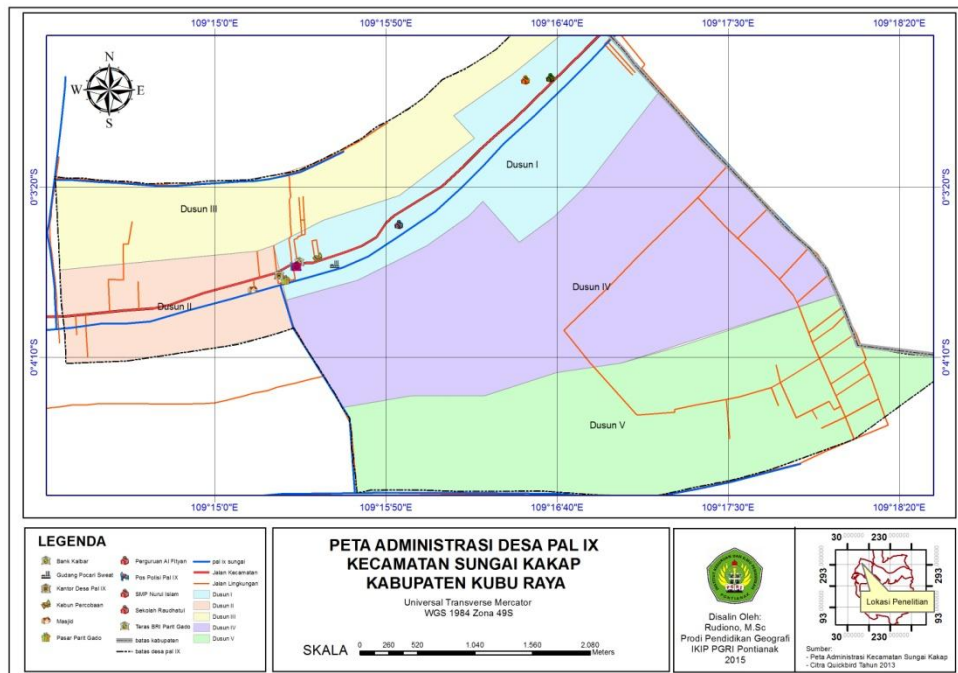 109°15'0"E 109°15'50"E 109°16'40"E 109°17'30"E 109°18'20"E
N
W E
S
0°3'20"S 0°3'20"S
0°4'10"S 0°4'10"S
Dusun I
Dusun III
Dusun II
Dusun IV
Dusun V
109°15'0"E 109°15'50"E 109°16'40"E 109°17'30"E 109°18'20"E
LEGENDA
Bank Kalbar
Gudang Pocari Sweat
Kantor Desa Pal IX
Kebun Percobaan
Masjid
Pasar Parit Gado
Perguruan Al Fityan
Pos Polisi Pal IX
SMP Nurul Islam
Sekolah Raudhatul
Teras BRI Parit Gado
batas kabupaten
batas desa pal ix
pal ix sungai
Jalan Kecamatan
Jalan Lingkungan
Dusun I
Dusun II
Dusun III
Dusun IV
Dusun V
PETA ADMINISTRASI DESA PAL IX
KECAMATAN SUNGAI KAKAP
KABUPATEN KUBU RAYA
Universal Transverse Mercator
WGS 1984 Zona 49S
SKALA
0 260 520 1.040 1.560 2.080
Meters
PONTIANAK
Disalin Oleh:
Rudiono, M.Sc
Prodi Pendidikan Geografi
IKIP PGRI Pontianak
2015
30 230
293 293
Lokasi Penelitian
93 93
30 230
Sumber:
- Peta Administrasi Kecamatan Sungai Kakap
- Citra Quickbird Tahun 2013